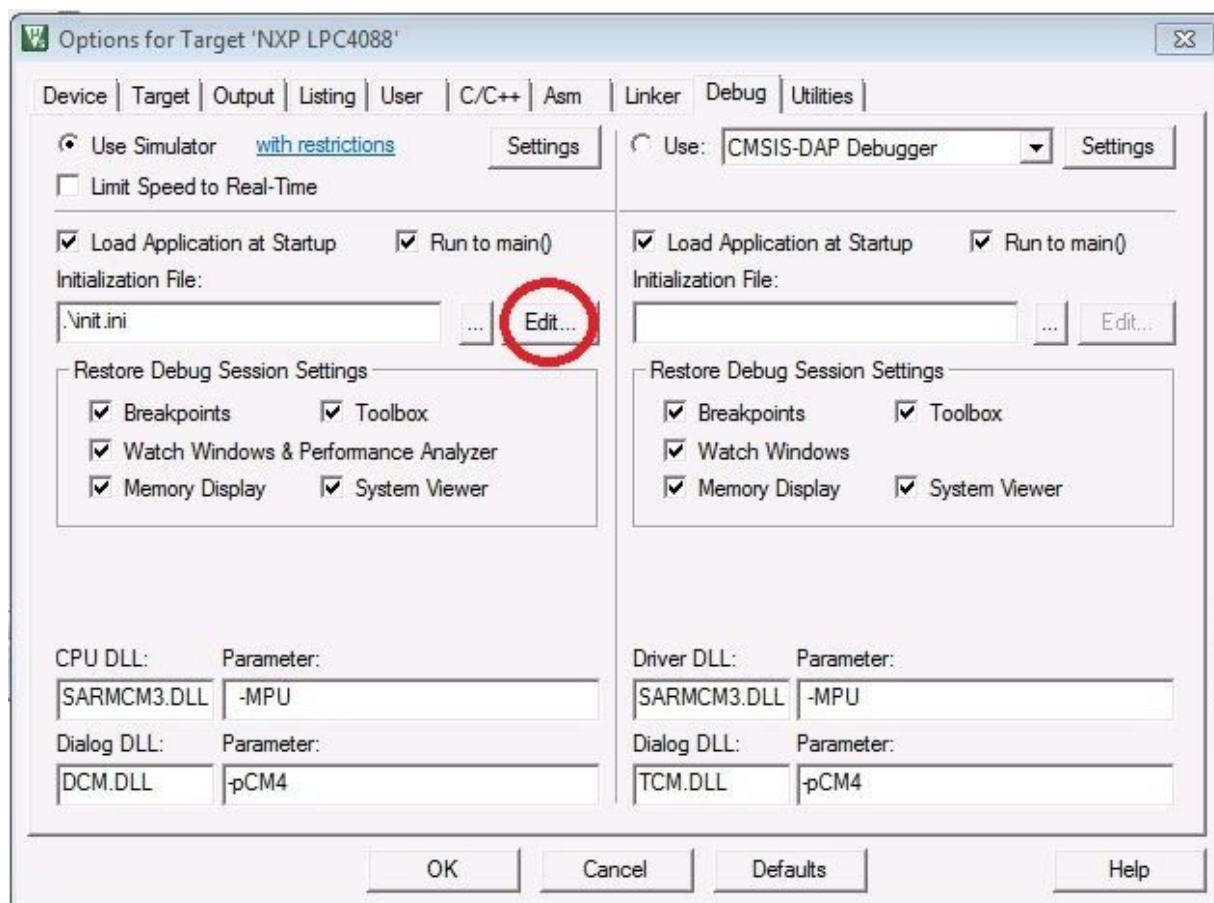 Options for Target 'NXP LPC4088'
Device Target Output Listing User C/C++ Asm Linker Debug Utilities
Use Simulator with restrictions Settings
Limit Speed to Real-Time
Use: CMSIS-DAP Debugger Settings
Load Application at Startup Run to main()
Initialization File:
.\init.ini ... Edit...
Restore Debug Session Settings
Breakpoints Toolbox
Watch Windows & Performance Analyzer
Memory Display System Viewer
Load Application at Startup Run to main()
Initialization File:
... Edit...
Restore Debug Session Settings
Breakpoints Toolbox
Watch Windows
Memory Display System Viewer
CPU DLL: Parameter:
SARMCM3.DLL -MPU
Dialog DLL: Parameter:
DCM.DLL -pCM4
Driver DLL: Parameter:
SARMCM3.DLL -MPU
Dialog DLL: Parameter:
TCM.DLL -pCM4
OK Cancel Defaults Help